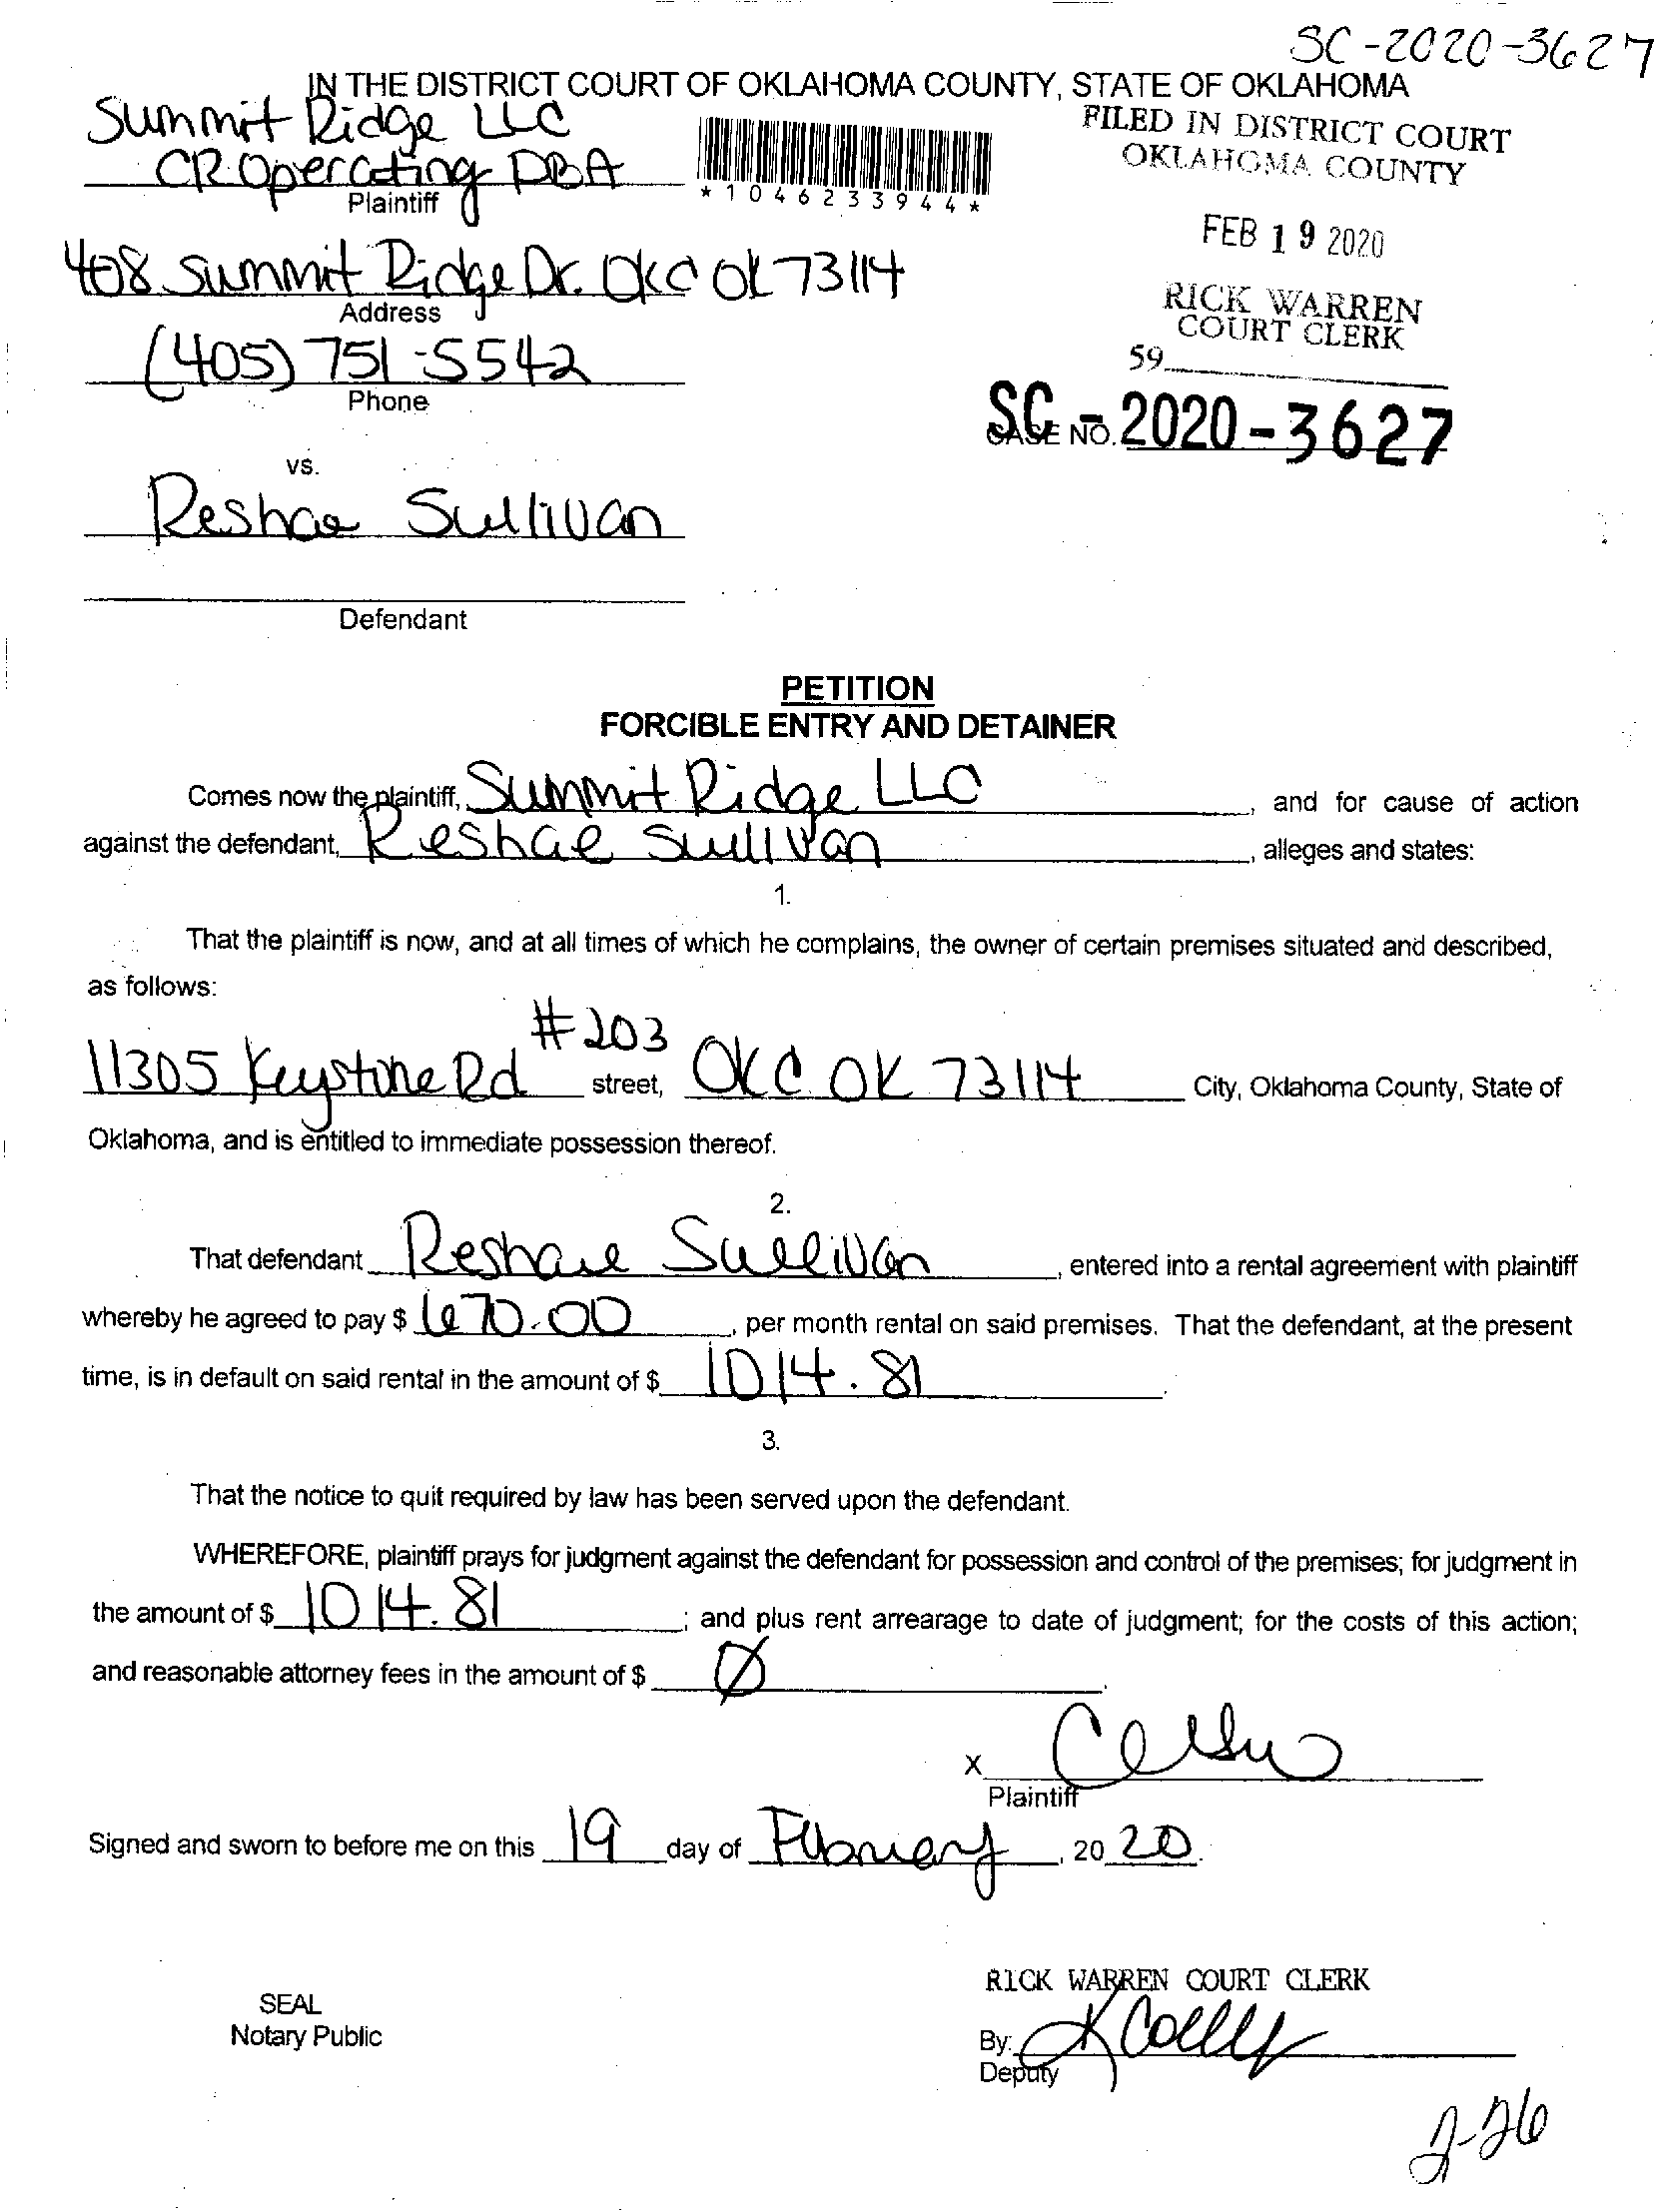 SC-2020-3627
IN THE DISTRICT COURT OF OKLAHOMA COUNTY, STATE OF OKLAHOMA
Summit Ridge LLC
CR Operating DBA
Plaintiff
*1046233944*
FILED IN DISTRICT COURT
OKLAHOMA COUNTY
FEB 19 2020
RICK WARREN
COURT CLERK
59
408 Summit Ridge Dr. OKC OK 73114
Address
(405) 751-5542
Phone
SC-2020-3627
CASE NO.
vs.
Reshae Sullivan
Defendant
PETITION
FORCIBLE ENTRY AND DETAINER
Comes now the plaintiff, Summit Ridge LLC, and for cause of action
against the defendant, Reshae Sullivan, alleges and states:
1.
That the plaintiff is now, and at all times of which he complains, the owner of certain premises situated and described,
as follows:
#203
11305 Keystone Rd street, OKC OK 73114 City, Oklahoma County, State of
Oklahoma, and is entitled to immediate possession thereof.
2.
That defendant Reshae Sullivan, entered into a rental agreement with plaintiff
whereby he agreed to pay $ 670.00, per month rental on said premises. That the defendant, at the present
time, is in default on said rental in the amount of $ 1014.81.
3.
That the notice to quit required by law has been served upon the defendant.
WHEREFORE, plaintiff prays for judgment against the defendant for possession and control of the premises; for judgment in
the amount of $ 1014.81; and plus rent arrearage to date of judgment; for the costs of this action;
and reasonable attorney fees in the amount of $ Ø.
X
Plaintiff
Signed and sworn to before me on this 19 day of February, 2020.
RICK WARREN COURT CLERK
SEAL
Notary Public
By:
Deputy
2-26